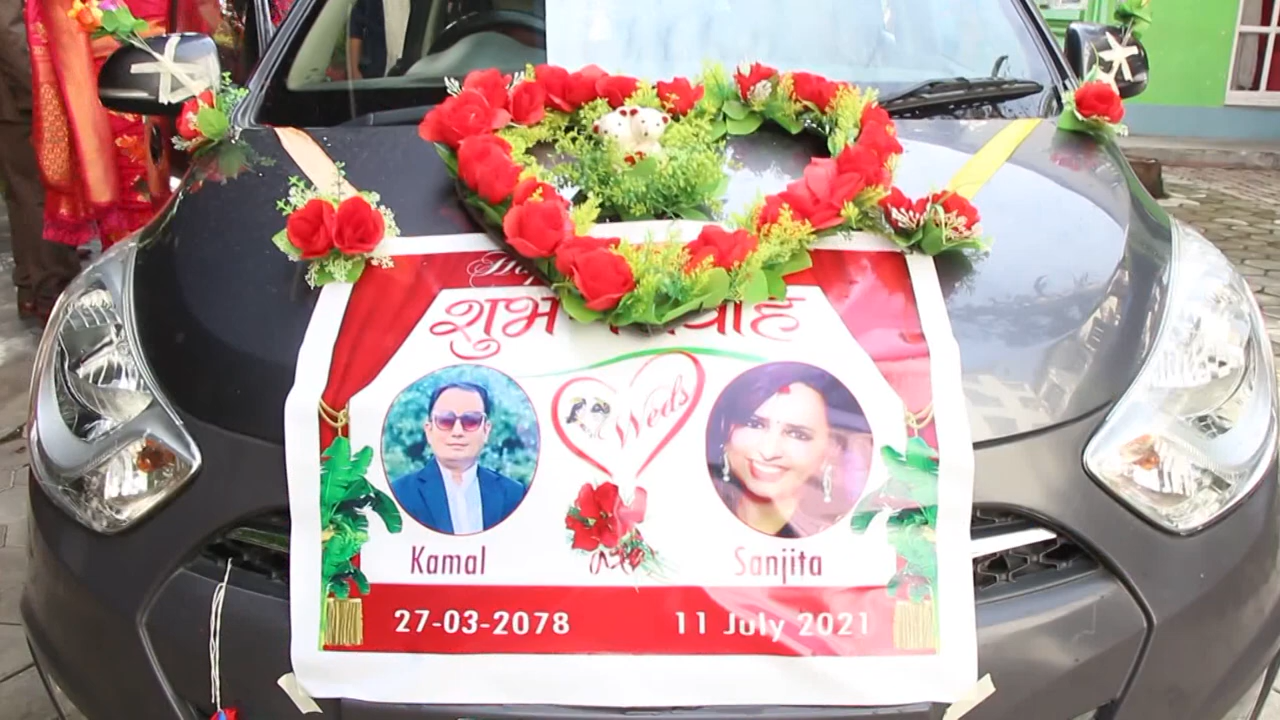 शुभ
Weds
Kamal
Sanjita
27-03-2078
11 July 2021